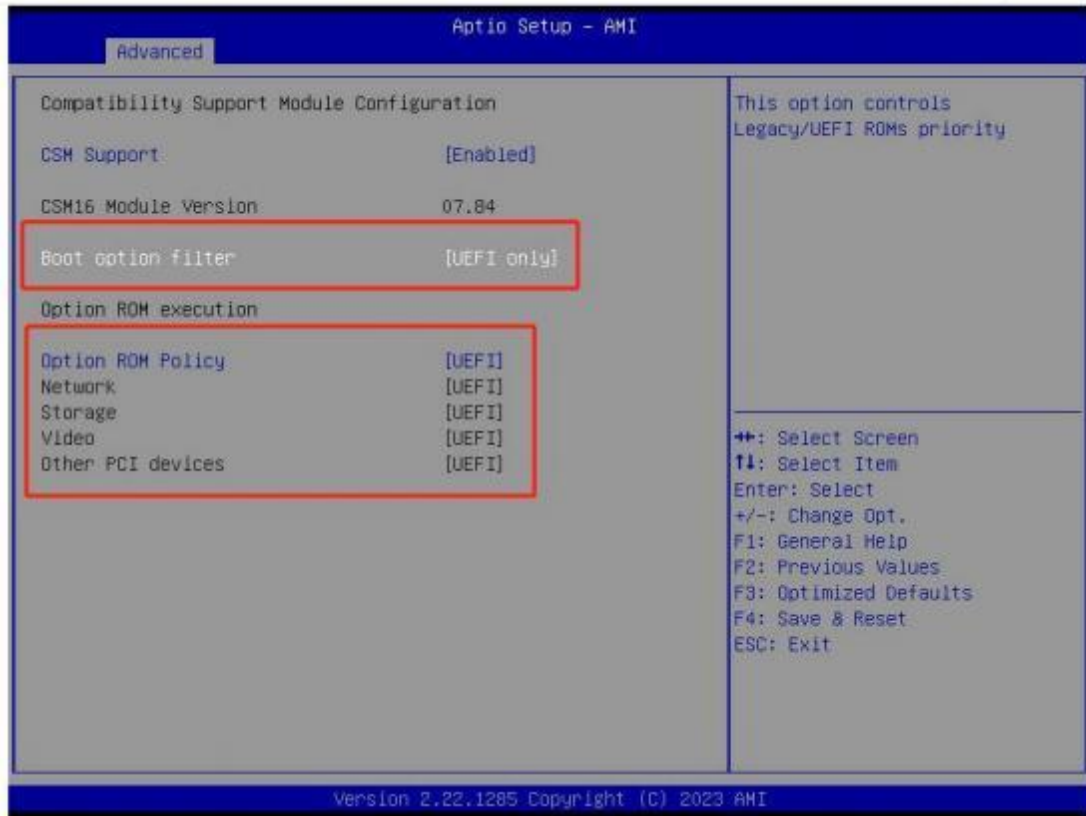 Aptio Setup – AMI
Advanced
Compatibility Support Module Configuration
CSM Support [Enabled]
CSM16 Module Version 07.84
Boot option filter [UEFI only]
Option ROM execution
Option ROM Policy [UEFI]
Network [UEFI]
Storage [UEFI]
Video [UEFI]
Other PCI devices [UEFI]
This option controls
Legacy/UEFI ROMs priority
→←: Select Screen
↑↓: Select Item
Enter: Select
+/-: Change Opt.
F1: General Help
F2: Previous Values
F3: Optimized Defaults
F4: Save & Reset
ESC: Exit
Version 2.22.1285 Copyright (C) 2023 AMI